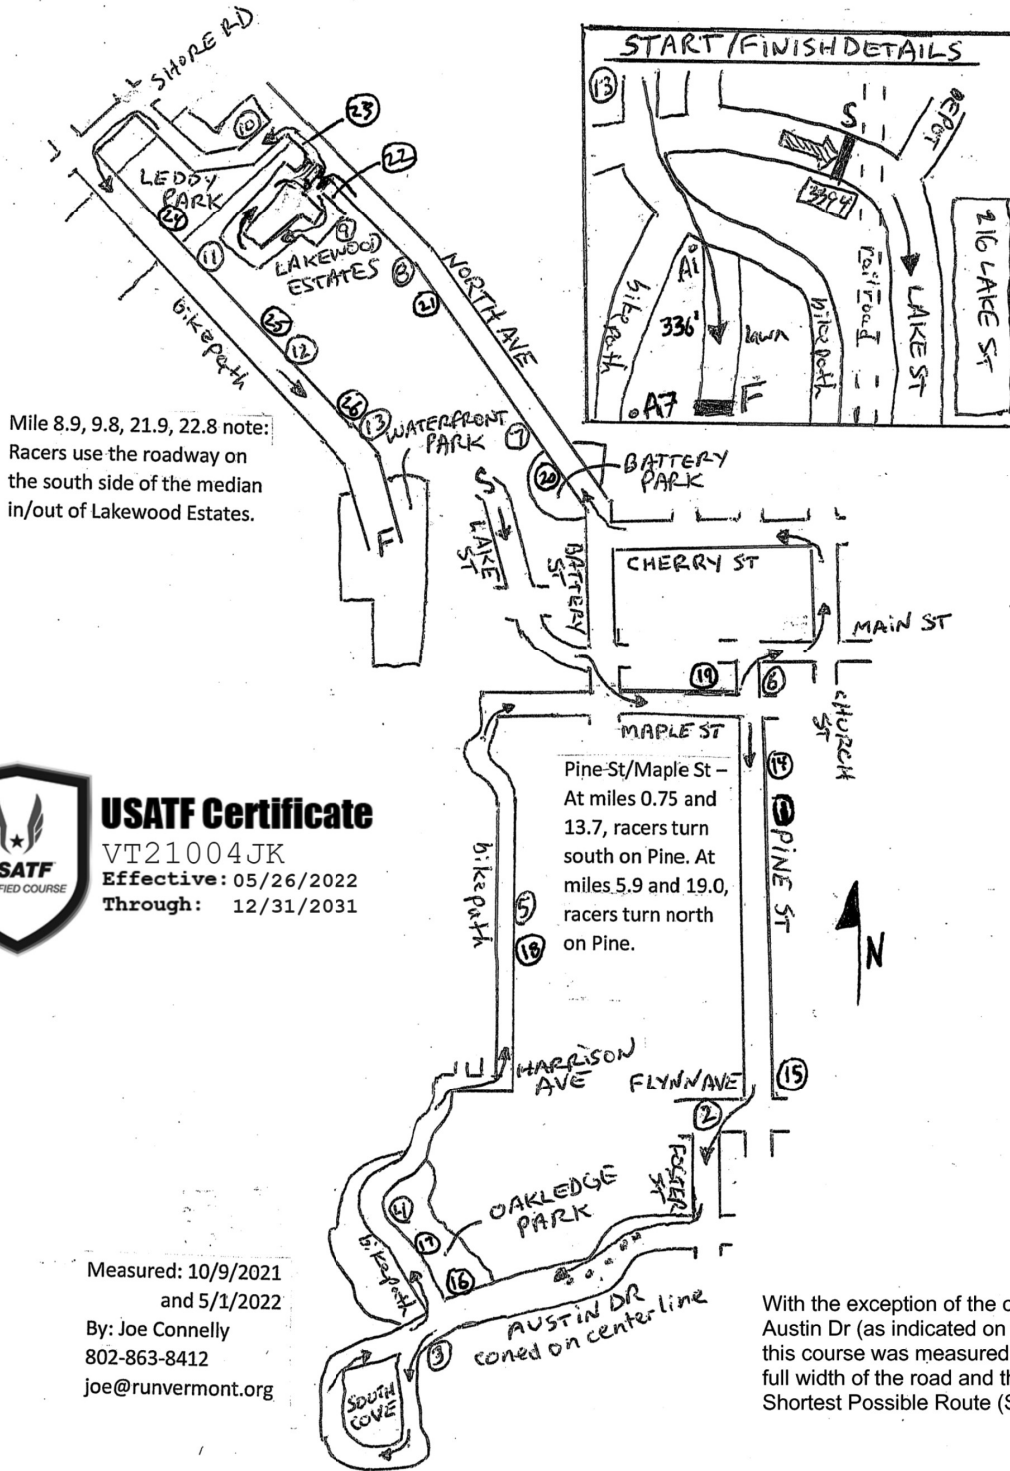 START/FINISH DETAILS
13
S
DEPOT
3394
216 LAKE ST
LAKE ST
railroad
bikepath
bikepath
A1
336'
lawn
A7
F
SHORE RD
10
23
22
LEDDY
PARK
24
11
9
LAKEWOOD
ESTATES
8
21
NORTH AVE
bikepath
25
12
26
13
WATERFRONT
PARK
7
20
BATTERY
PARK
F
S
LAKE
ST
BATTERY
ST
CHERRY ST
MAIN ST
CHURCH
ST
19
6
MAPLE ST
Mile 8.9, 9.8, 21.9, 22.8 note:
Racers use the roadway on
the south side of the median
in/out of Lakewood Estates.
Pine St/Maple St –
At miles 0.75 and
13.7, racers turn
south on Pine. At
miles 5.9 and 19.0,
racers turn north
on Pine.
14
1
PINE ST
N
USATF Certificate
VT21004JK
Effective: 05/26/2022
Through: 12/31/2031
bikepath
5
18
HARRISON
AVE
FLYNN AVE
15
2
FOSTER
ST
OAKLEDGE
PARK
4
17
16
bikepath
AUSTIN DR
coned on centerline
3
SOUTH
COVE
Measured: 10/9/2021
and 5/1/2022
By: Joe Connelly
802-863-8412
joe@runvermont.org
With the exception of the
Austin Dr (as indicated on
this course was measured
full width of the road and
Shortest Possible Route